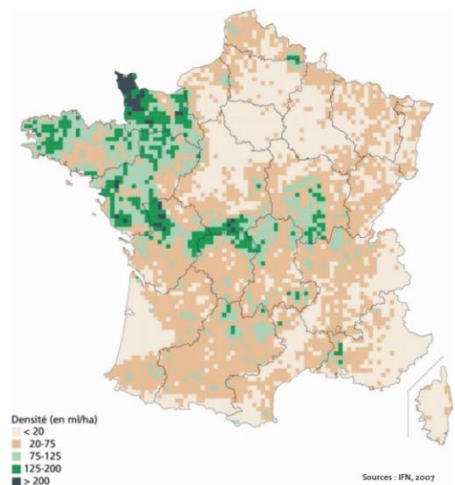 Densité (en ml/ha)
< 20
20-75
75-125
125-200
> 200
Sources : IFN, 2007